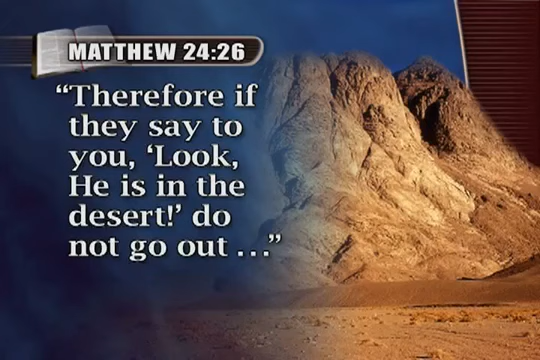 MATTHEW 24:26
“Therefore if
they say to
you, ‘Look,
He is in the
desert!’ do
not go out ...”